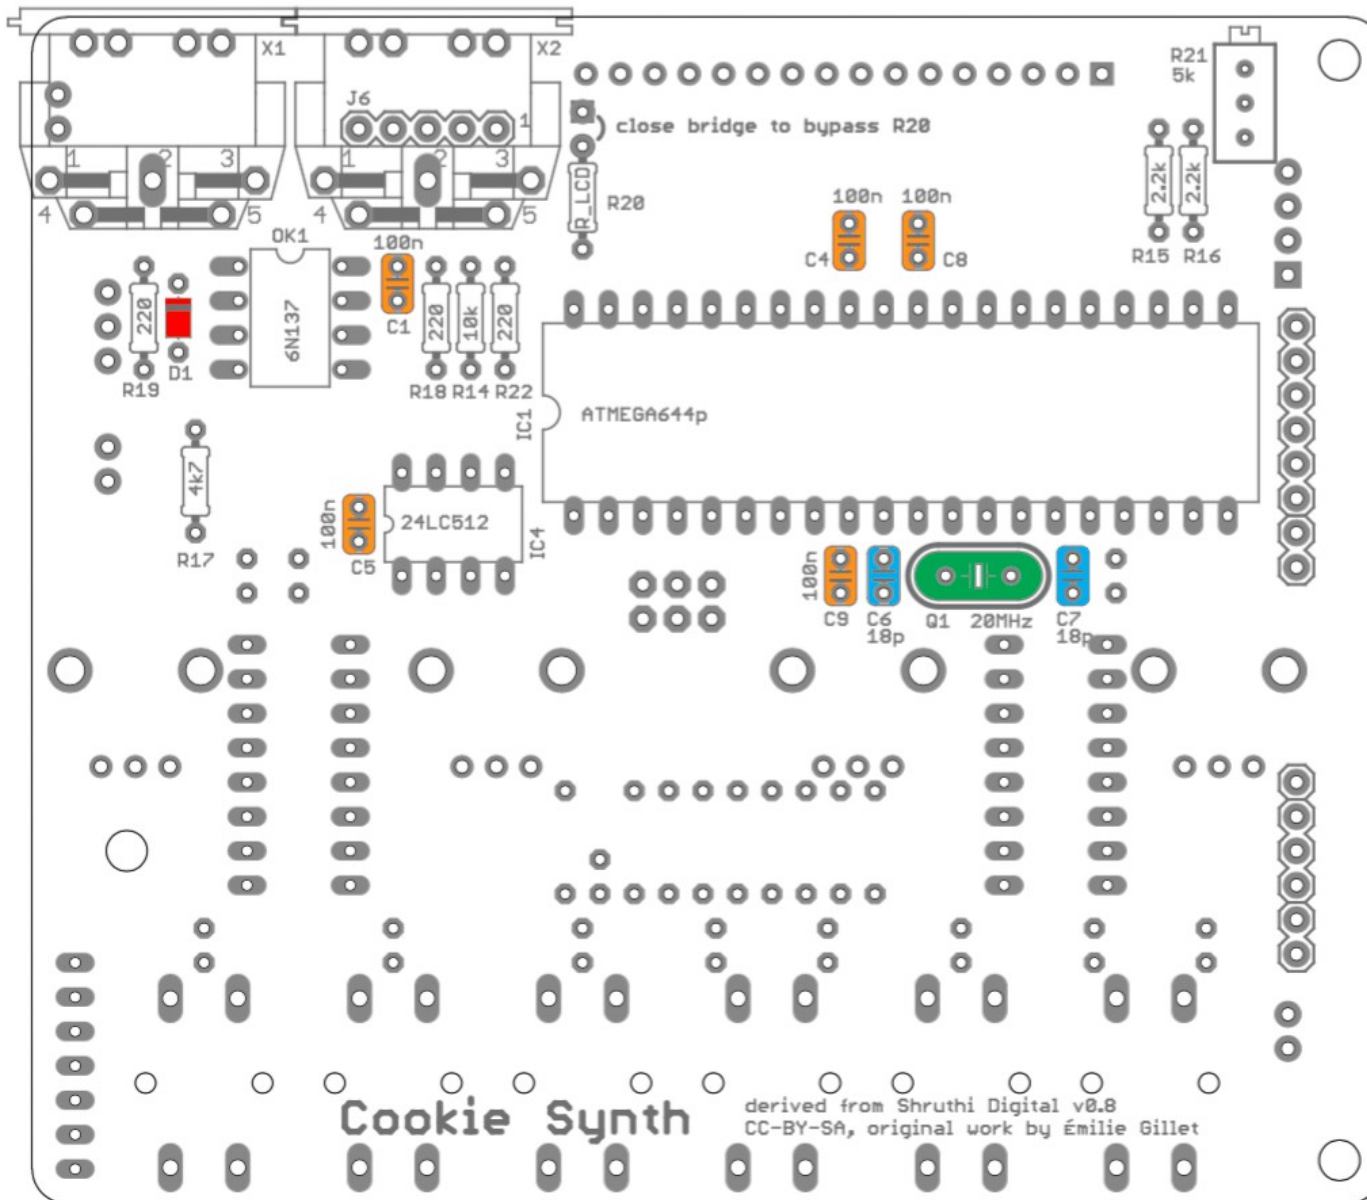 X1
X2
J6
1
1 2 3
1 2 3
4 5
4 5
close bridge to bypass R20
R_LCD
R20
R21
5k
2.2k
2.2k
R15 R16
100n
100n
C4
C8
OK1
100n
C1
6N137
220
R19
D1
220
10k
220
R18 R14 R22
IC1
ATMEGA644p
4k7
R17
100n
C5
24LC512
IC4
100n
C9
C6
18p
Q1 20MHz
C7
18p
Cookie Synth
derived from Shruthi Digital v0.8
CC-BY-SA, original work by Émilie Gillet